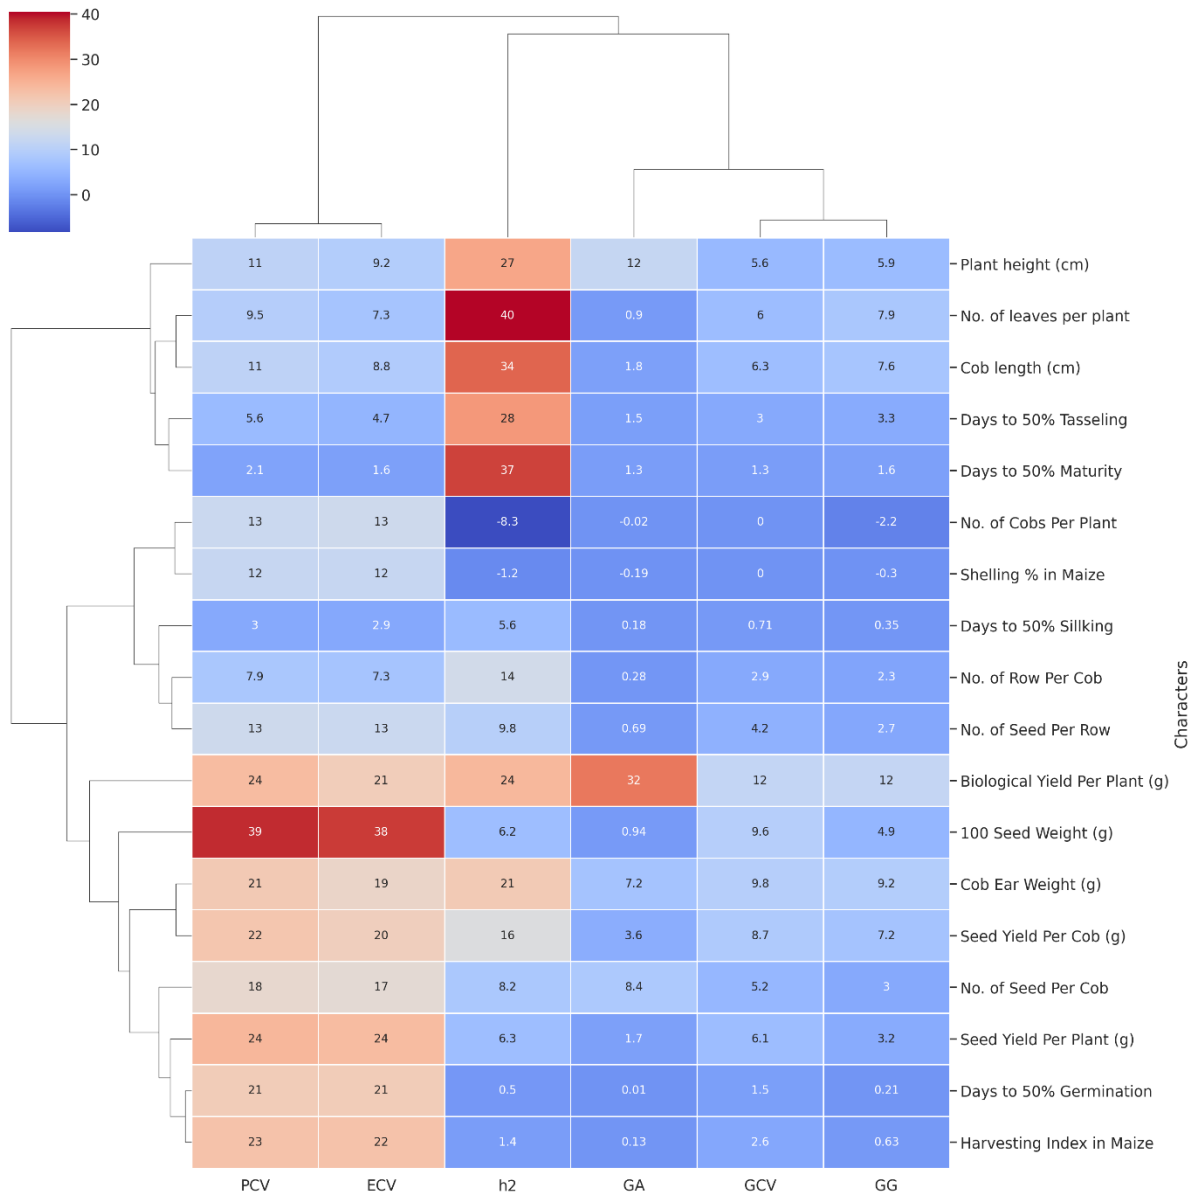 40
30
20
10
0
11 9.2 27 12 5.6 5.9 Plant height (cm)
9.5 7.3 40 0.9 6 7.9 No. of leaves per plant
11 8.8 34 1.8 6.3 7.6 Cob length (cm)
5.6 4.7 28 1.5 3 3.3 Days to 50% Tasseling
2.1 1.6 37 1.3 1.3 1.6 Days to 50% Maturity
13 13 -8.3 -0.02 0 -2.2 No. of Cobs Per Plant
12 12 -1.2 -0.19 0 -0.3 Shelling % in Maize
3 2.9 5.6 0.18 0.71 0.35 Days to 50% Sillking
7.9 7.3 14 0.28 2.9 2.3 No. of Row Per Cob
13 13 9.8 0.69 4.2 2.7 No. of Seed Per Row
24 21 24 32 12 12 Biological Yield Per Plant (g)
39 38 6.2 0.94 9.6 4.9 100 Seed Weight (g)
21 19 21 7.2 9.8 9.2 Cob Ear Weight (g)
22 20 16 3.6 8.7 7.2 Seed Yield Per Cob (g)
18 17 8.2 8.4 5.2 3 No. of Seed Per Cob
24 24 6.3 1.7 6.1 3.2 Seed Yield Per Plant (g)
21 21 0.5 0.01 1.5 0.21 Days to 50% Germination
23 22 1.4 0.13 2.6 0.63 Harvesting Index in Maize
PCV ECV h2 GA GCV GG
Characters